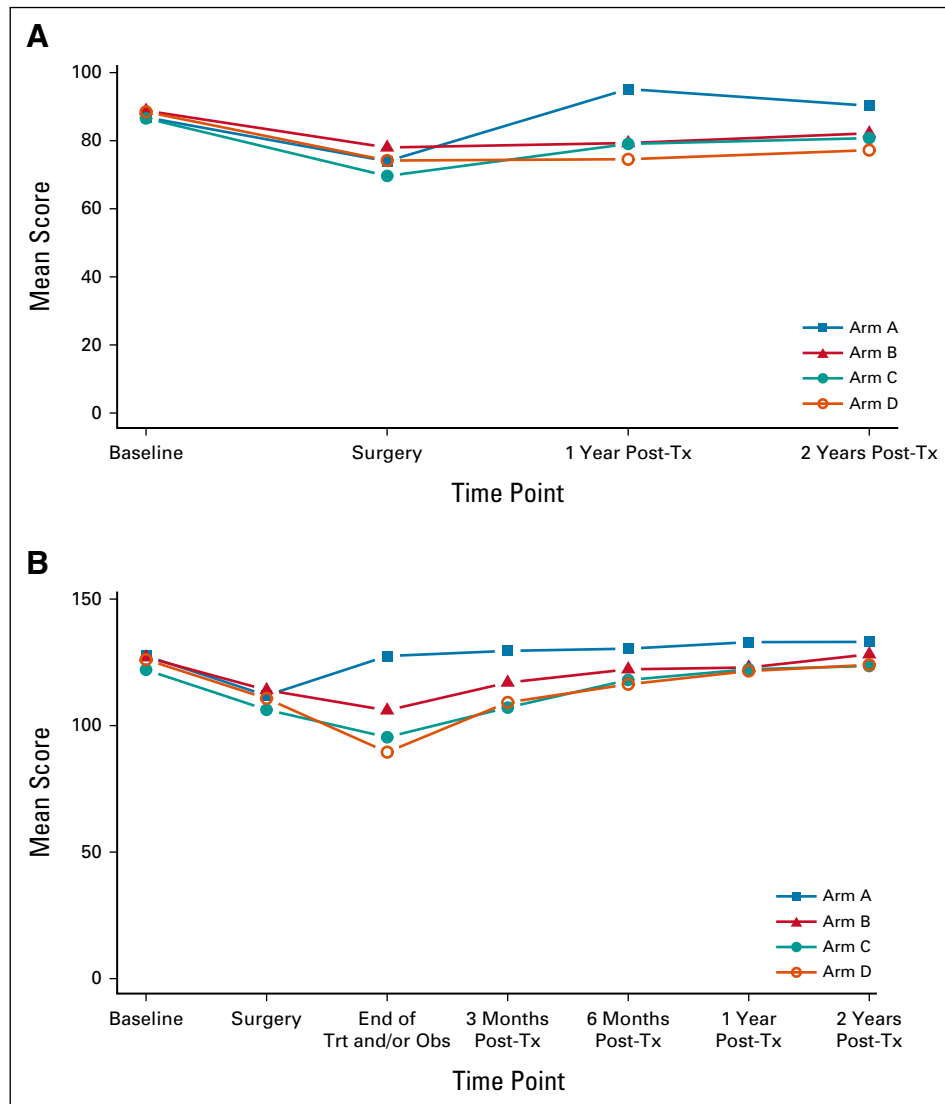 A
100
80
60
40
20
0
Mean Score
Arm A
Arm B
Arm C
Arm D
Baseline Surgery 1 Year Post-Tx 2 Years Post-Tx
Time Point
B
150
100
50
0
Mean Score
Arm A
Arm B
Arm C
Arm D
Baseline Surgery End of 3 Months 6 Months 1 Year 2 Years
Trt and/or Obs Post-Tx Post-Tx Post-Tx Post-Tx
Time Point